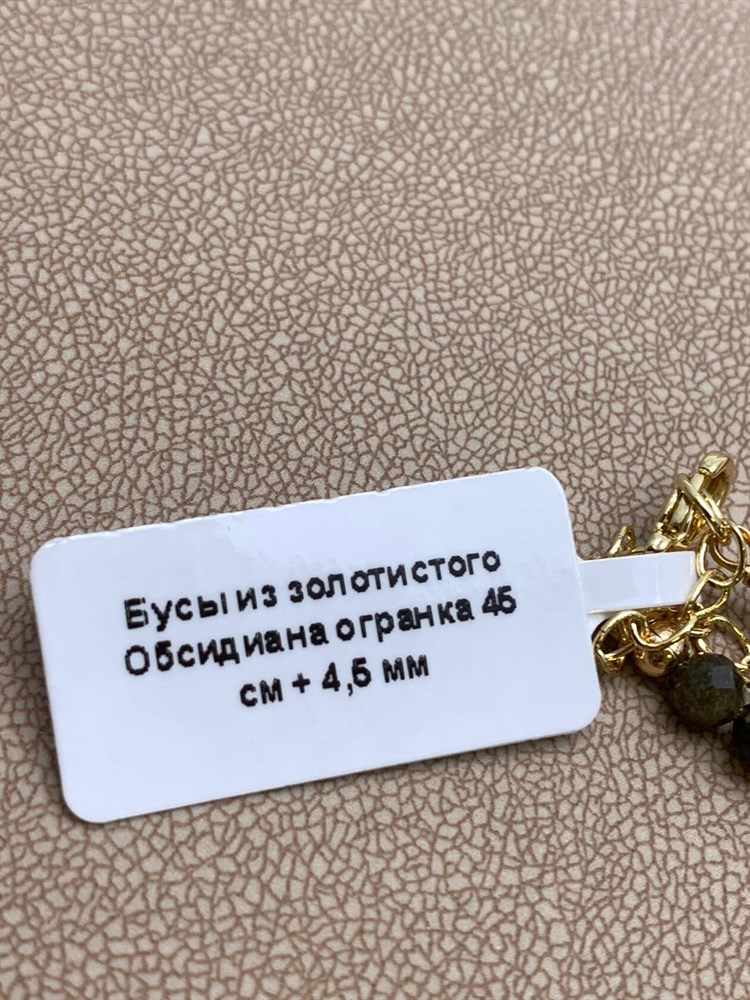 Бусы из золотистого
Обсидиана огранка 45
см + 4,5 мм